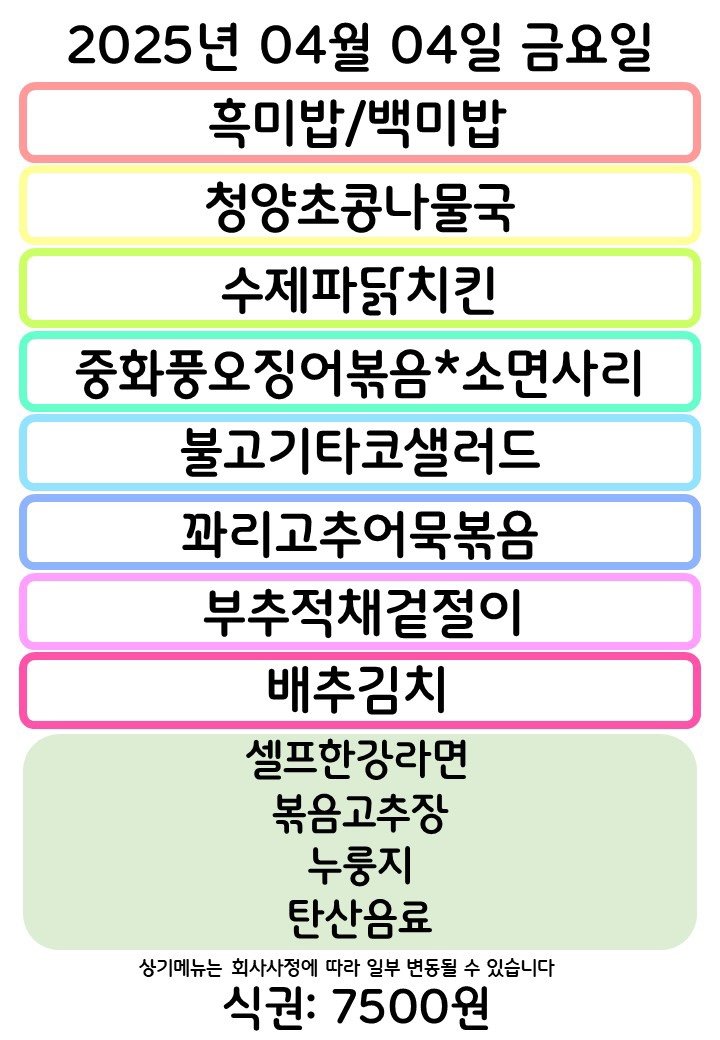 2025년 04월 04일 금요일
흑미밥/백미밥
청양초콩나물국
수제파닭치킨
중화풍오징어볶음*소면사리
불고기타코샐러드
꽈리고추어묵볶음
부추적채겉절이
배추김치
셀프한강라면
볶음고추장
누룽지
탄산음료
상기메뉴는 회사사정에 따라 일부 변동될 수 있습니다
식권: 7500원